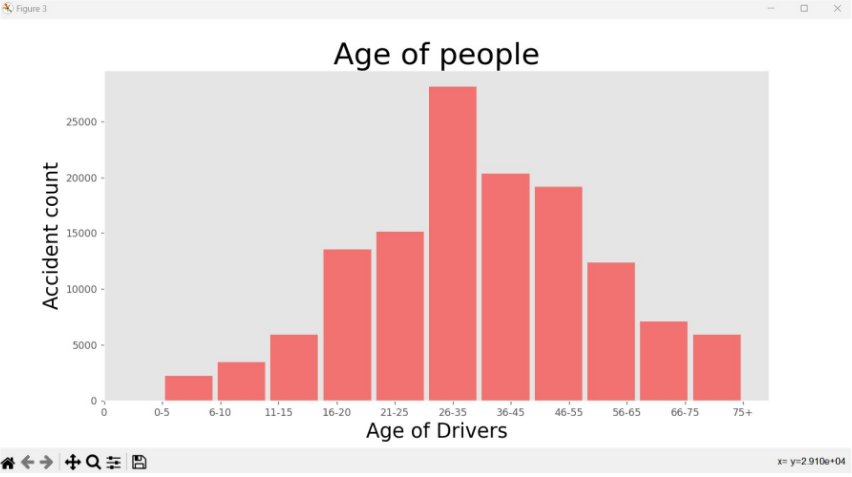 Figure 3
Age of people
Accident count
25000
20000
15000
10000
5000
0
0 0-5 6-10 11-15 16-20 21-25 26-35 36-45 46-55 56-65 66-75 75+
Age of Drivers
x= y=2.910e+04